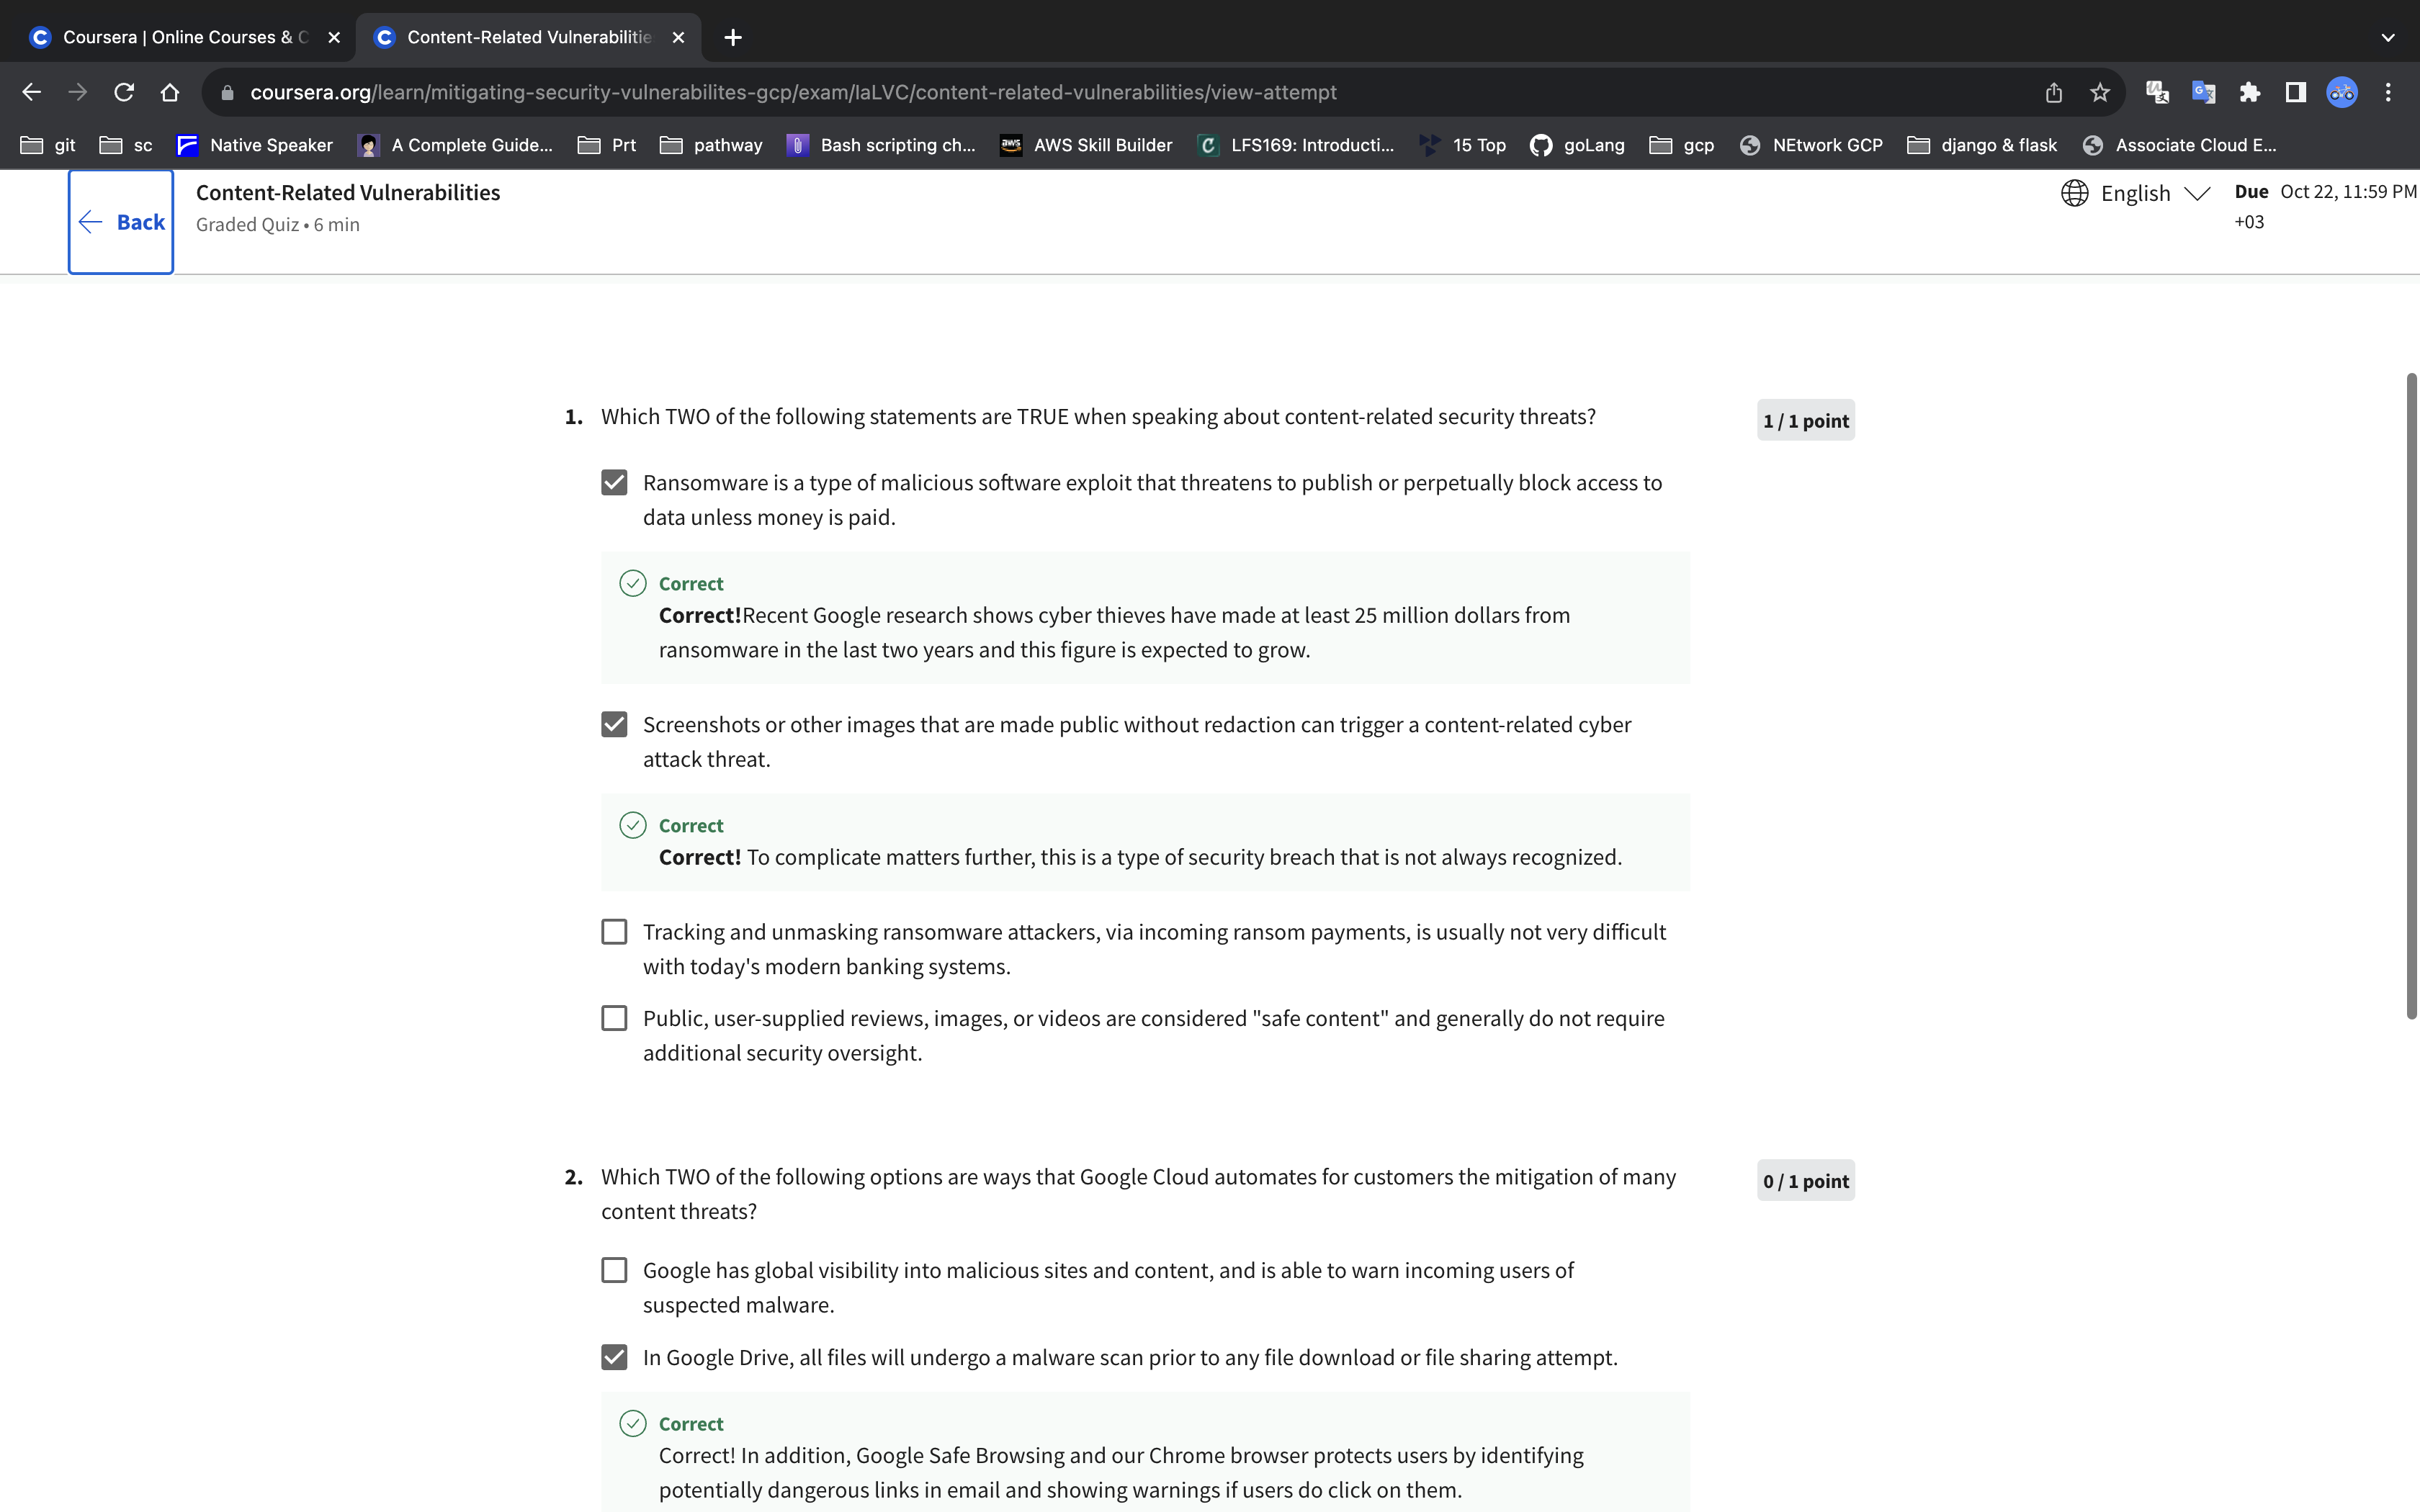 Coursera | Online Courses & C
Content-Related Vulnerabilitie
coursera.org/learn/mitigating-security-vulnerabilites-gcp/exam/IaLVC/content-related-vulnerabilities/view-attempt
git sc Native Speaker A Complete Guide... Prt pathway Bash scripting ch... aws AWS Skill Builder LFS169: Introducti... 15 Top goLang gcp NEtwork GCP django & flask Associate Cloud E...
Back
Content-Related Vulnerabilities
Graded Quiz • 6 min
English
Due Oct 22, 11:59 PM
+03
1. Which TWO of the following statements are TRUE when speaking about content-related security threats?
1 / 1 point
Ransomware is a type of malicious software exploit that threatens to publish or perpetually block access to
data unless money is paid.
Correct
Correct!Recent Google research shows cyber thieves have made at least 25 million dollars from
ransomware in the last two years and this figure is expected to grow.
Screenshots or other images that are made public without redaction can trigger a content-related cyber
attack threat.
Correct
Correct! To complicate matters further, this is a type of security breach that is not always recognized.
Tracking and unmasking ransomware attackers, via incoming ransom payments, is usually not very difficult
with today's modern banking systems.
Public, user-supplied reviews, images, or videos are considered "safe content" and generally do not require
additional security oversight.
2. Which TWO of the following options are ways that Google Cloud automates for customers the mitigation of many
content threats?
0 / 1 point
Google has global visibility into malicious sites and content, and is able to warn incoming users of
suspected malware.
In Google Drive, all files will undergo a malware scan prior to any file download or file sharing attempt.
Correct
Correct! In addition, Google Safe Browsing and our Chrome browser protects users by identifying
potentially dangerous links in email and showing warnings if users do click on them.